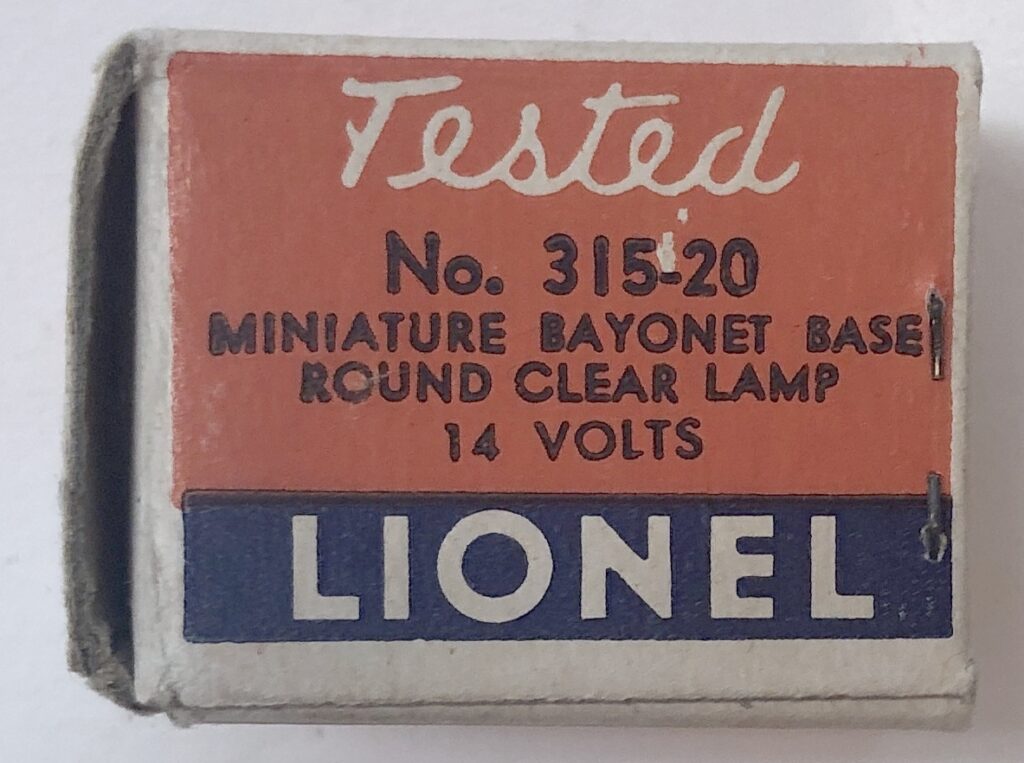 Tested
No. 315-20
MINIATURE BAYONET BASE
ROUND CLEAR LAMP
14 VOLTS
LIONEL